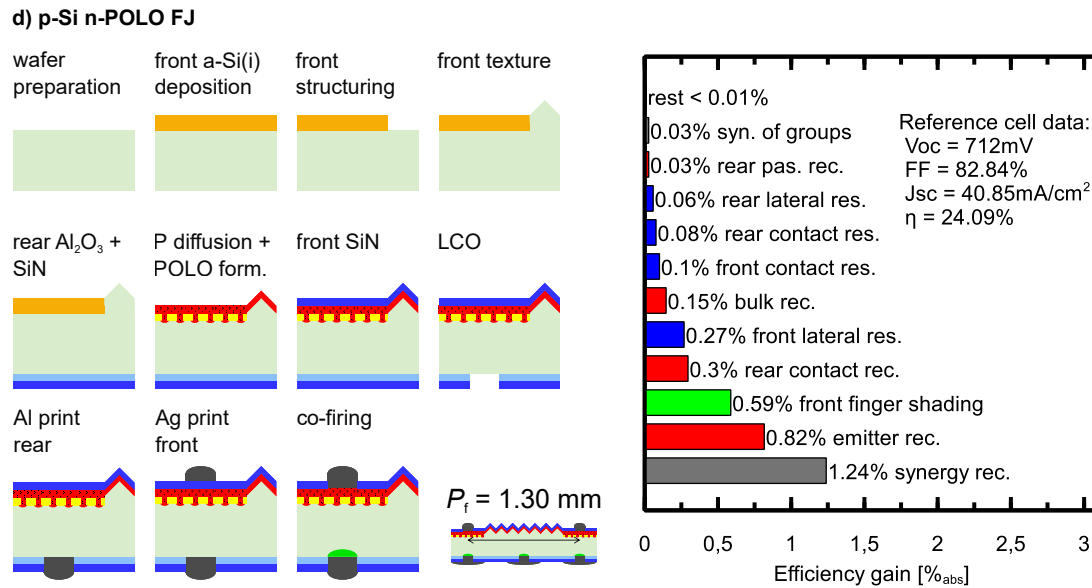 d) p-Si n-POLO FJ
wafer
preparation
front a-Si(i)
deposition
front
structuring
front texture
rear Al₂O₃ +
SiN
P diffusion +
POLO form.
front SiN
LCO
Al print
rear
Ag print
front
co-firing
P_f = 1.30 mm
rest < 0.01%
0.03% syn. of groups
0.03% rear pas. rec.
0.06% rear lateral res.
0.08% rear contact res.
0.1% front contact res.
0.15% bulk rec.
0.27% front lateral res.
0.3% rear contact rec.
0.59% front finger shading
0.82% emitter rec.
1.24% synergy rec.
Reference cell data:
Voc = 712mV
FF = 82.84%
Jsc = 40.85mA/cm²
η = 24.09%
0 0,5 1 1,5 2 2,5 3
Efficiency gain [%abs]